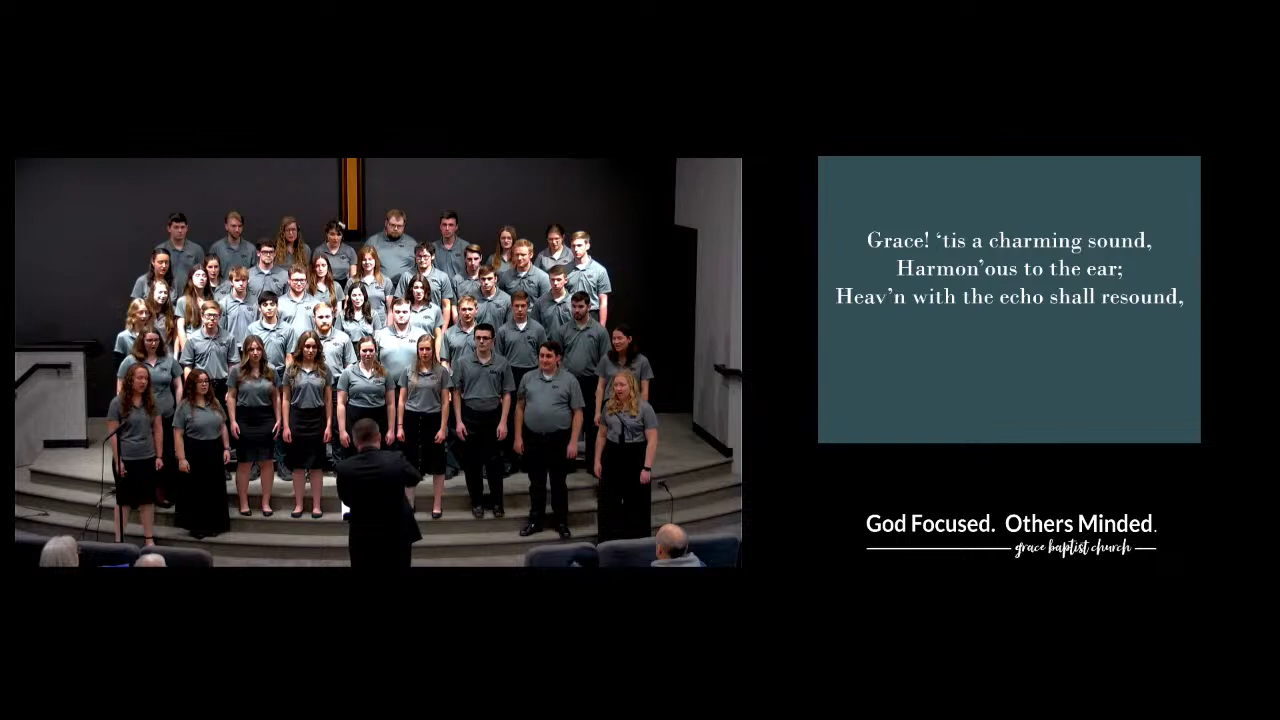 Grace! ‘tis a charming sound,
Harmon’ous to the ear;
Heav’n with the echo shall resound,
God Focused. Others Minded.
grace baptist church